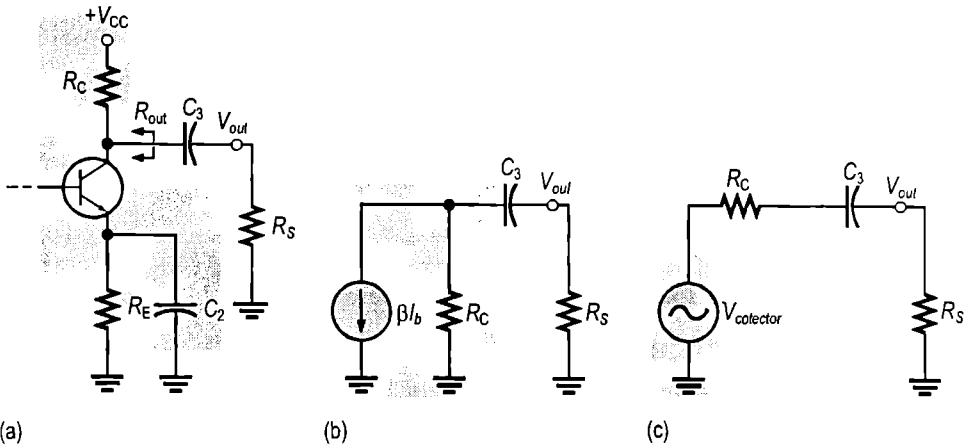 +V_CC
R_C
R_out
C_3
V_out
R_S
R_E
C_2
(a)
βI_b
R_C
C_3
V_out
R_S
(b)
R_C
C_3
V_out
V_colector
R_S
(c)